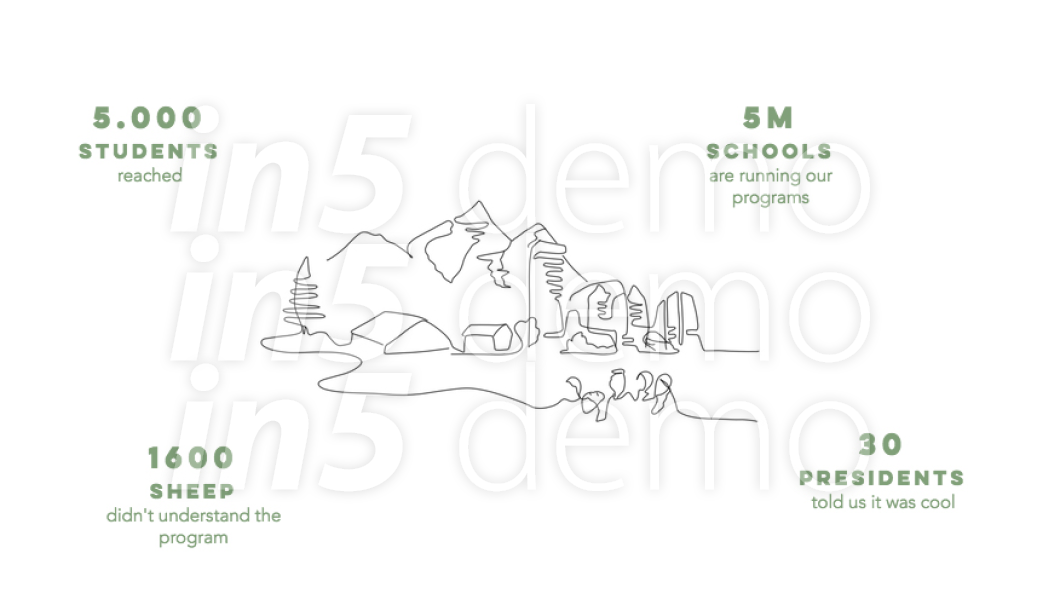 5.000
STUDENTS
reached
5M
SCHOOLS
are running our
programs
in5 demo
in5 demo
in5 demo
1600
SHEEP
didn't understand the
program
30
PRESIDENTS
told us it was cool